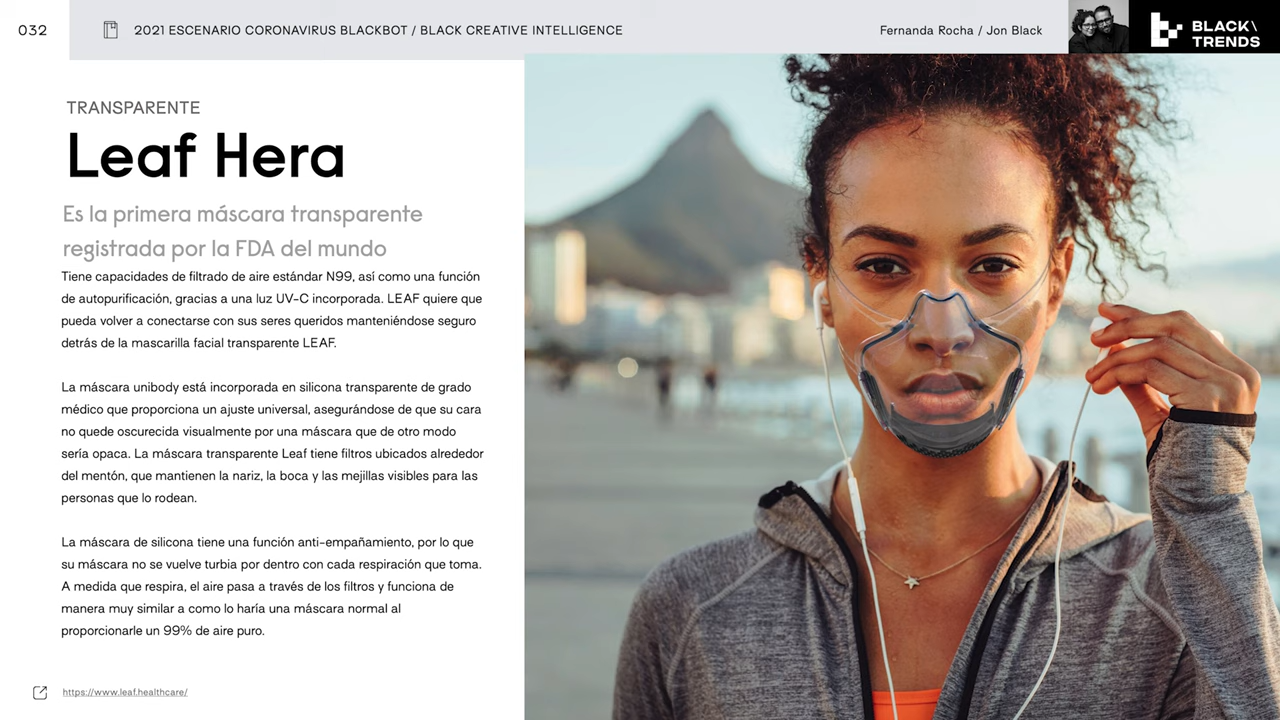 032
2021 ESCENARIO CORONAVIRUS BLACKBOT / BLACK CREATIVE INTELLIGENCE
Fernanda Rocha / Jon Black
BLACK\
TRENDS
TRANSPARENTE
Leaf Hera
Es la primera máscara transparente
registrada por la FDA del mundo
Tiene capacidades de filtrado de aire estándar N99, así como una función
de autopurificación, gracias a una luz UV-C incorporada. LEAF quiere que
pueda volver a conectarse con sus seres queridos manteniéndose seguro
detrás de la mascarilla facial transparente LEAF.
La máscara unibody está incorporada en silicona transparente de grado
médico que proporciona un ajuste universal, asegurándose de que su cara
no quede oscurecida visualmente por una máscara que de otro modo
sería opaca. La máscara transparente Leaf tiene filtros ubicados alrededor
del mentón, que mantienen la nariz, la boca y las mejillas visibles para las
personas que lo rodean.
La máscara de silicona tiene una función anti-empañamiento, por lo que
su máscara no se vuelve turbia por dentro con cada respiración que toma.
A medida que respira, el aire pasa a través de los filtros y funciona de
manera muy similar a como lo haría una máscara normal al
proporcionarle un 99% de aire puro.
https://www.leaf.healthcare/